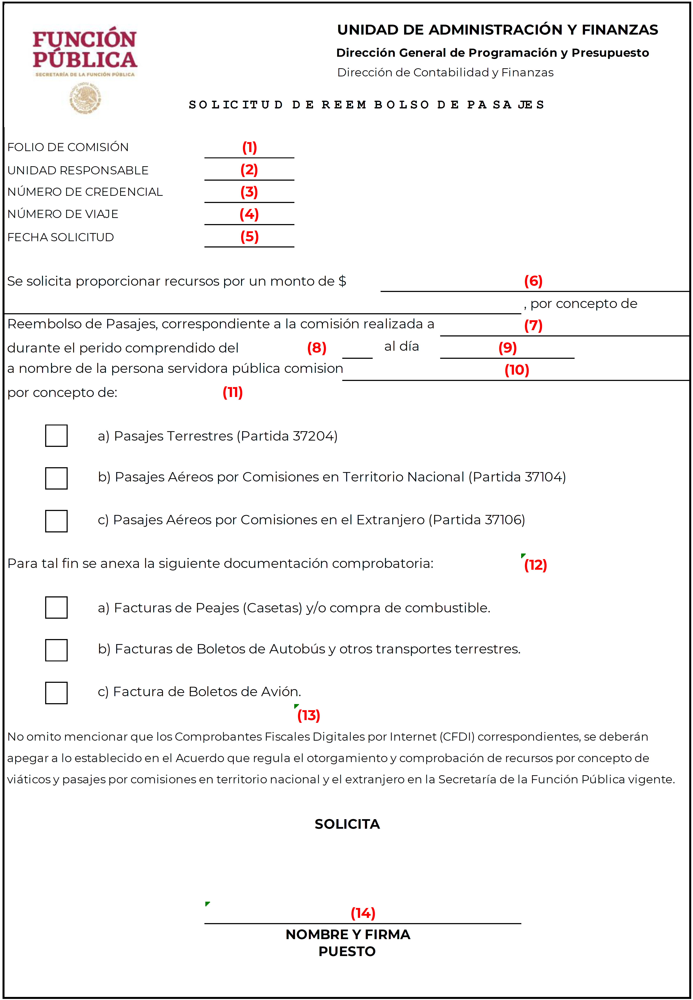 FUNCIÓN
PÚBLICA
SECRETARÍA DE LA FUNCIÓN PÚBLICA
ESTADOS UNIDOS MEXICANOS
UNIDAD DE ADMINISTRACIÓN Y FINANZAS
Dirección General de Programación y Presupuesto
Dirección de Contabilidad y Finanzas
SOLICITUD DE REEMBOLSO DE PASAJES
FOLIO DE COMISIÓN (1)
UNIDAD RESPONSABLE (2)
NÚMERO DE CREDENCIAL (3)
NÚMERO DE VIAJE (4)
FECHA SOLICITUD (5)
Se solicita proporcionar recursos por un monto de $ (6)
, por concepto de
Reembolso de Pasajes, correspondiente a la comisión realizada a (7)
durante el perido comprendido del (8) al día (9)
a nombre de la persona servidora pública comision (10)
por concepto de: (11)
a) Pasajes Terrestres (Partida 37204)
b) Pasajes Aéreos por Comisiones en Territorio Nacional (Partida 37104)
c) Pasajes Aéreos por Comisiones en el Extranjero (Partida 37106)
Para tal fin se anexa la siguiente documentación comprobatoria: (12)
a) Facturas de Peajes (Casetas) y/o compra de combustible.
b) Facturas de Boletos de Autobús y otros transportes terrestres.
c) Factura de Boletos de Avión.
(13)
No omito mencionar que los Comprobantes Fiscales Digitales por Internet (CFDI) correspondientes, se deberán
apegar a lo establecido en el Acuerdo que regula el otorgamiento y comprobación de recursos por concepto de
viáticos y pasajes por comisiones en territorio nacional y el extranjero en la Secretaría de la Función Pública vigente.
SOLICITA
(14)
NOMBRE Y FIRMA
PUESTO